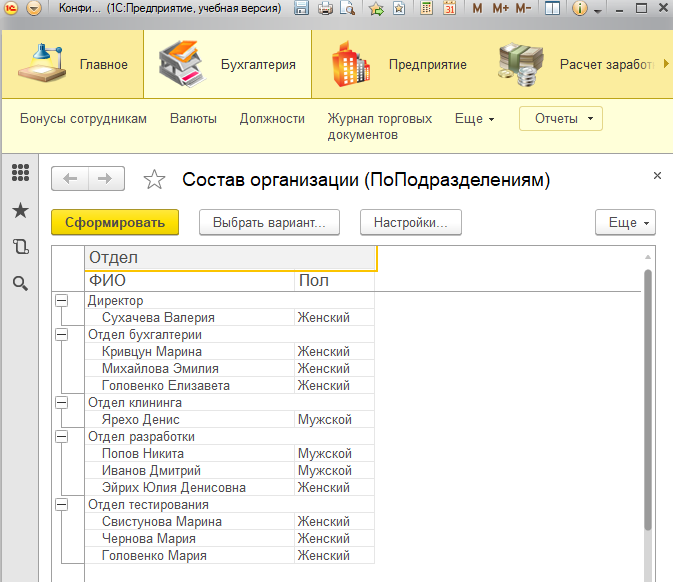 Конфи... (1С:Предприятие, учебная версия) M M+ M-
Главное Бухгалтерия Предприятие Расчет заработ
Бонусы сотрудникам Валюты Должности Журнал торговых документов Еще Отчеты
Состав организации (ПоПодразделениям)
Сформировать Выбрать вариант... Настройки... Еще
Отдел
ФИО Пол
Директор
Сухачева Валерия Женский
Отдел бухгалтерии
Кривцун Марина Женский
Михайлова Эмилия Женский
Головенко Елизавета Женский
Отдел клининга
Ярехо Денис Мужской
Отдел разработки
Попов Никита Мужской
Иванов Дмитрий Мужской
Эйрих Юлия Денисовна Женский
Отдел тестирования
Свистунова Марина Женский
Чернова Мария Женский
Головенко Мария Женский